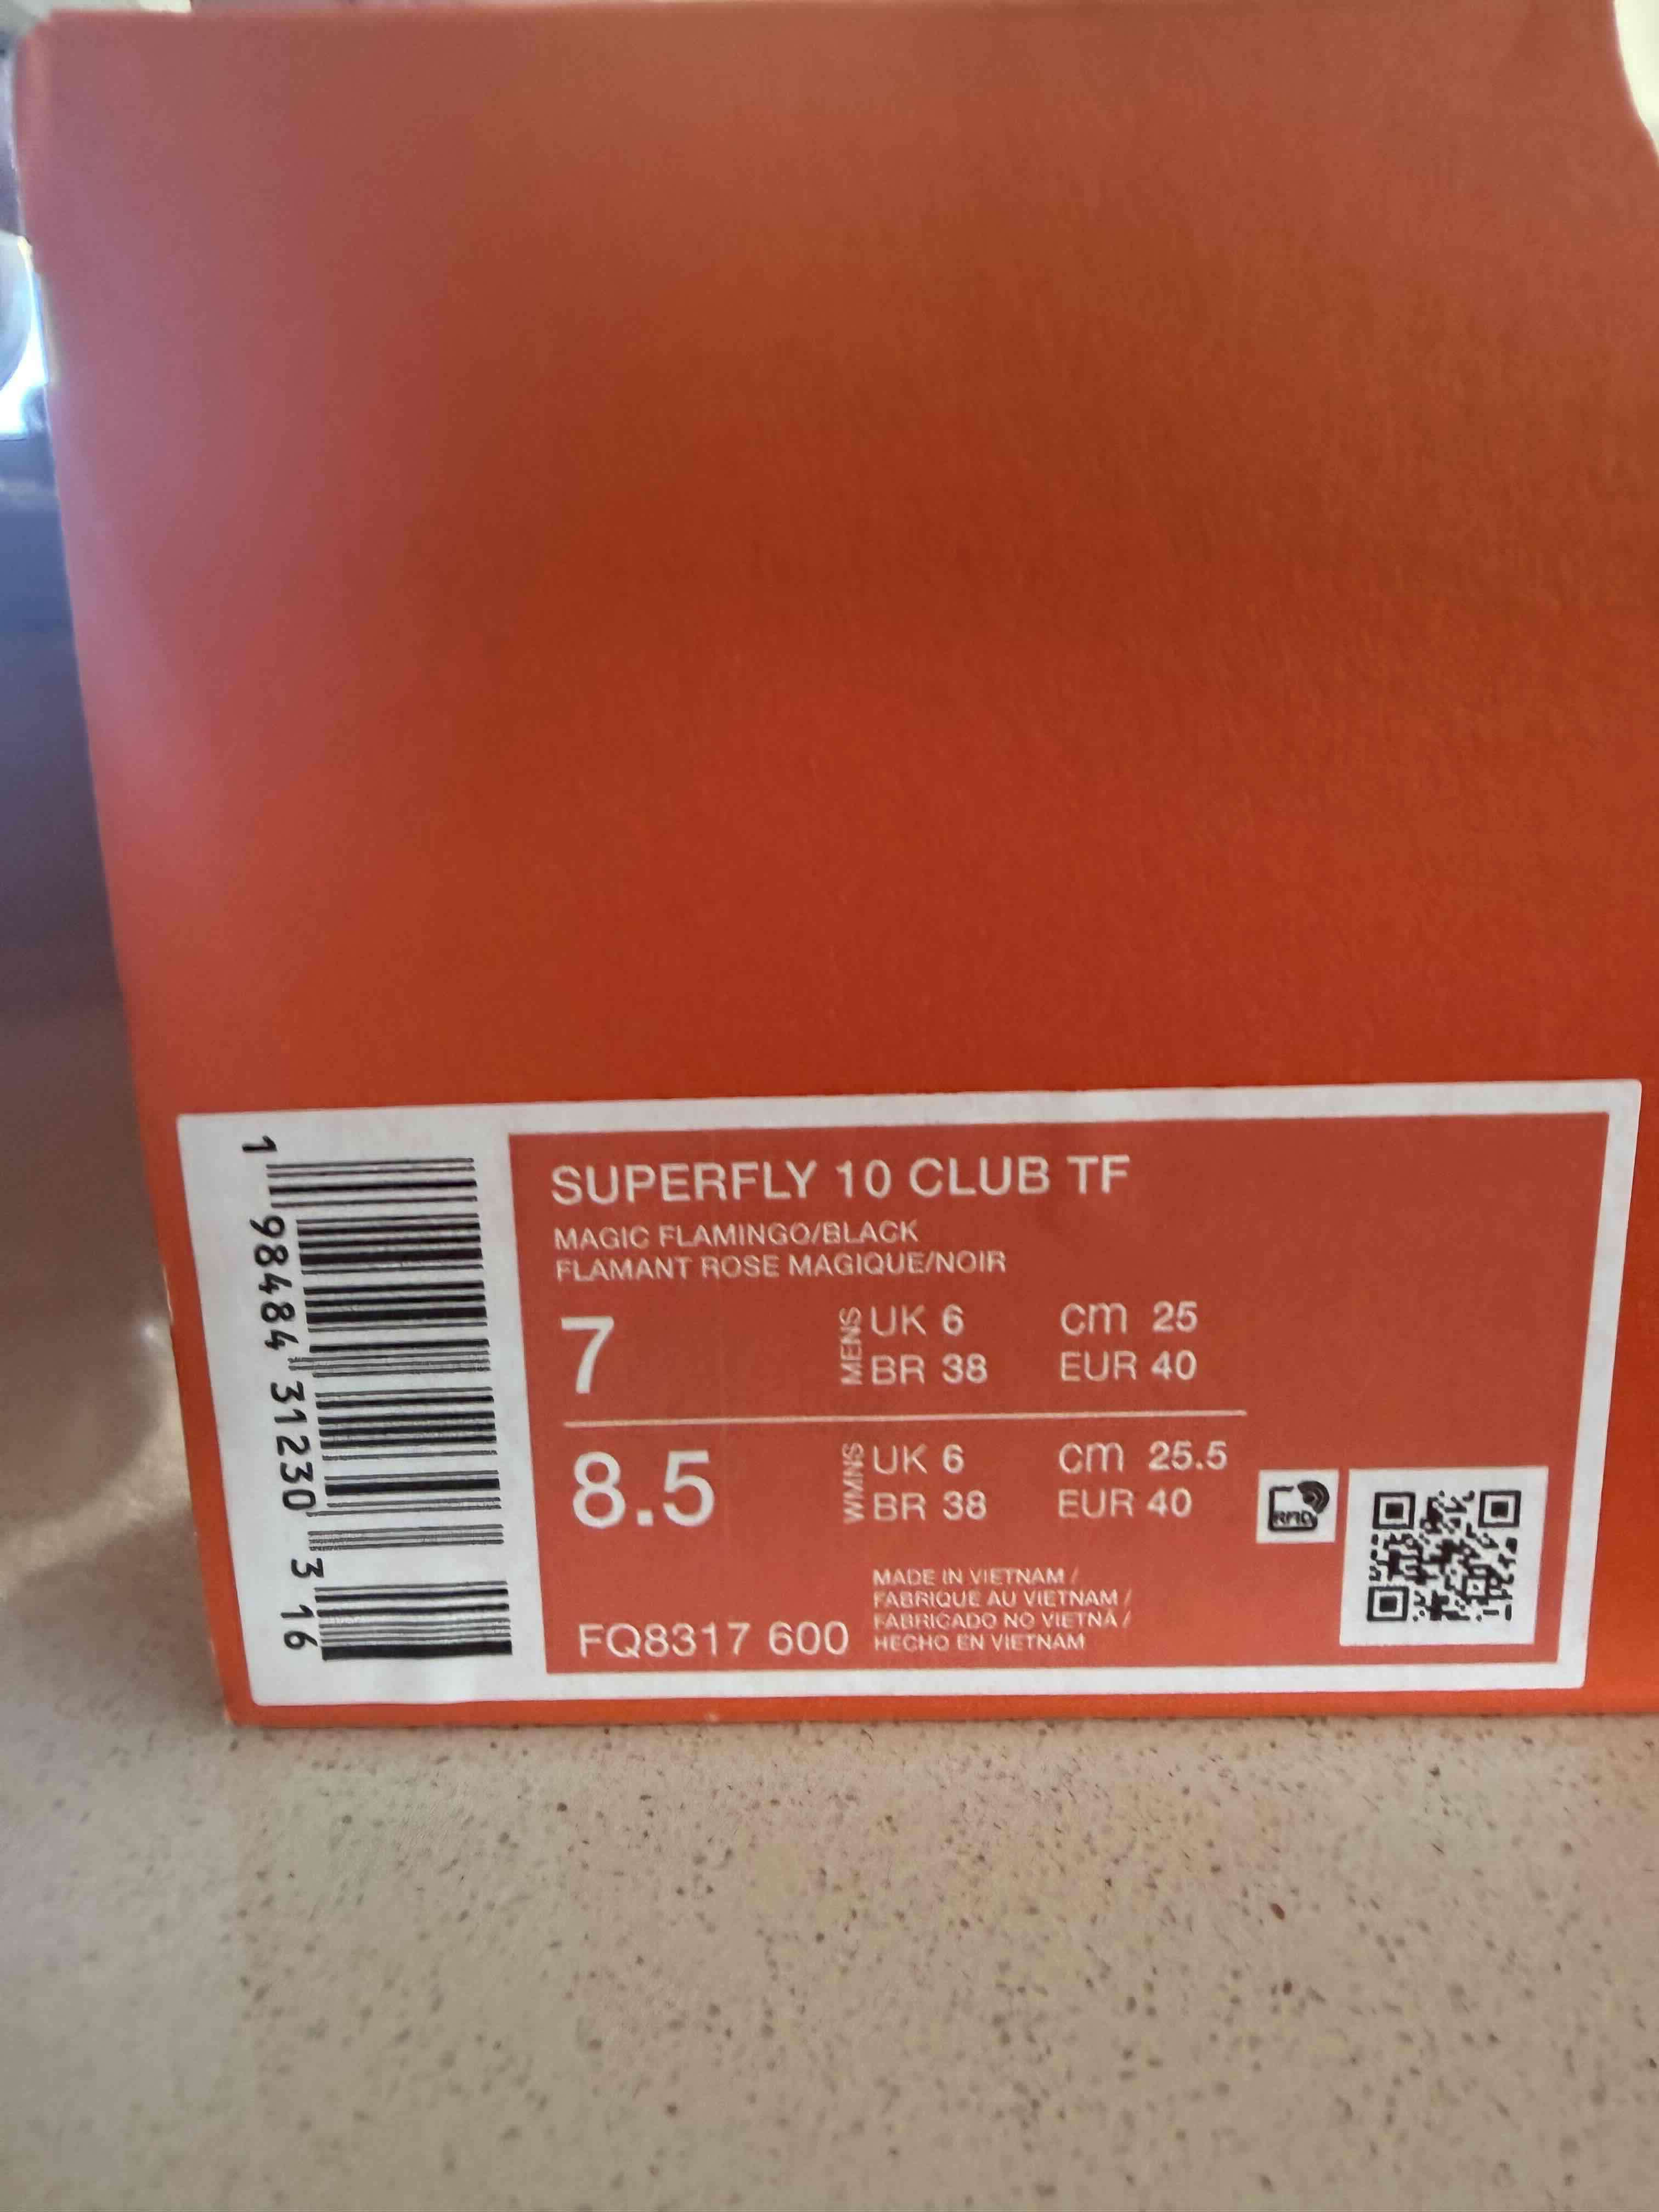 SUPERFLY 10 CLUB TF
MAGIC FLAMINGO/BLACK
FLAMANT ROSE MAGIQUE/NOIR
7
MENS
UK 6 cm 25
BR 38 EUR 40
8.5
WMNS
UK 6 cm 25.5
BR 38 EUR 40
RFID
MADE IN VIETNAM /
FABRIQUE AU VIETNAM /
FABRICADO NO VIETNÃ /
HECHO EN VIETNAM
FQ8317 600
1 98484 31230 3 16